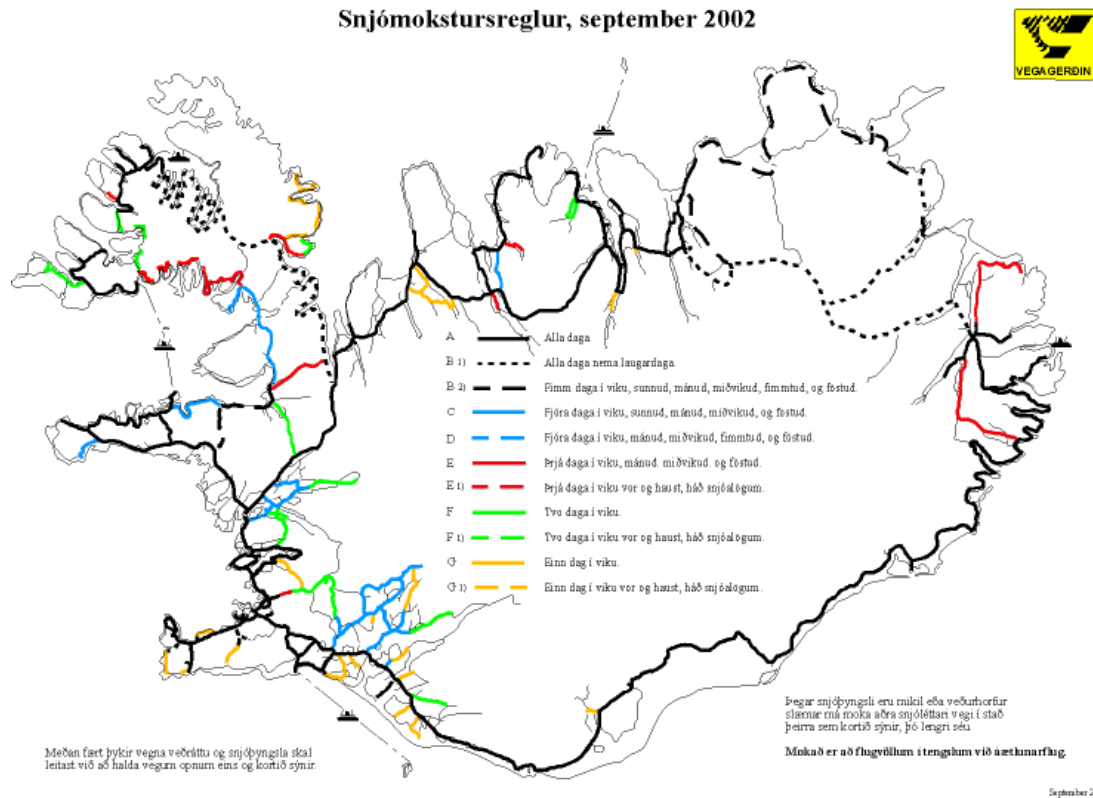 Snjómokstursreglur, september 2002
VEGAGERÐIN
A Alla daga
B 1) Alla daga nema laugardaga
B 2) Fimm daga í viku, sunnud, mánud, miðvikud, fimmtud, og föstud.
C Fjóra daga í viku, sunnud, mánud, miðvikud, og föstud.
D Fjóra daga í viku, mánud, miðvikud, fimmtud, og föstud.
E Þrjá daga í viku, mánud. miðvikud. og föstud.
E 1) Þrjá daga í viku vor og haust, háð snjóalögum.
F Tvo daga í viku.
F 1) Tvo daga í viku vor og haust, háð snjóalögum.
G Einn dag í viku.
G 1) Einn dag í viku vor og haust, háð snjóalögum.
Þegar snjóþyngsli eru mikil eða veðurhorfur
slæmar má moka aðra snjóléttari vegi í stað
þeirra sem kortið sýnir, þó lengri séu
Mokað er að flugvöllum í tengslum við áætlunarflug.
Meðan fært þykir vegna veðráttu og snjóþyngsla skal
leitast við að halda vegum opnum eins og kortið sýnir.
September 2